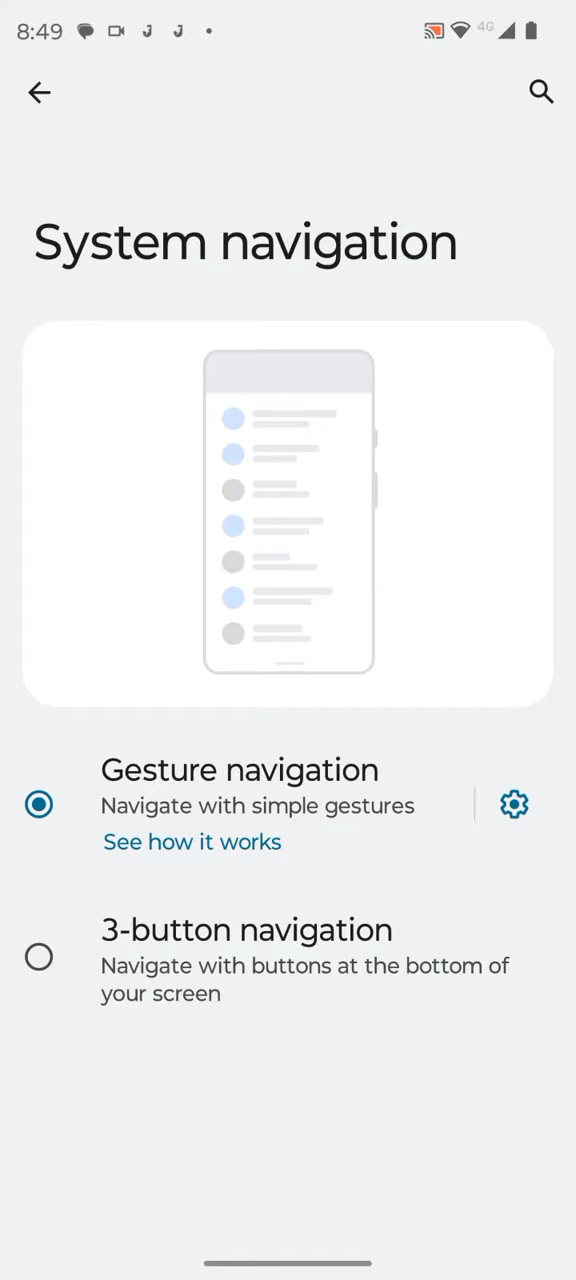 8:49
4G
System navigation
Gesture navigation
Navigate with simple gestures
See how it works
3-button navigation
Navigate with buttons at the bottom of
your screen